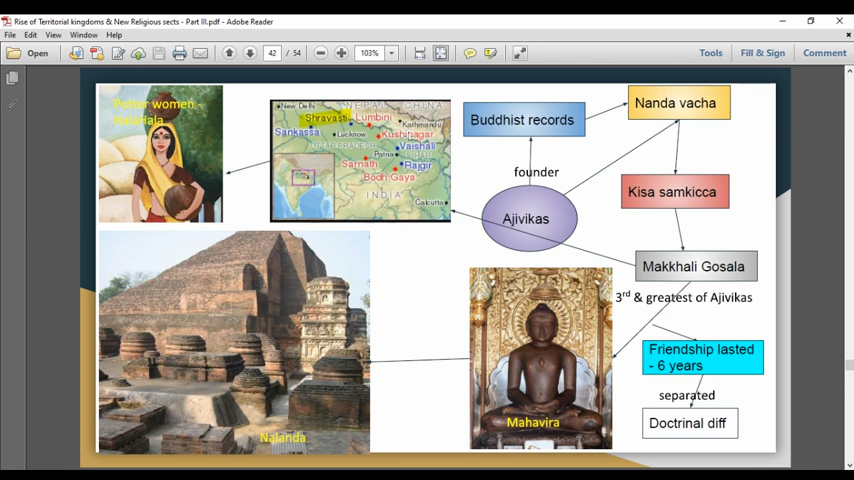 Rise of Territorial kingdoms & New Religious sects - Part III.pdf - Adobe Reader
File Edit View Window Help
Open
42 / 54
103%
Tools
Fill & Sign
Comment
Potter women:-
HalaHala
New Delhi
NEPAL
CHINA
Shravasti
Lumbini
Kathmandu
Sankassa
Lucknow
Kushinagar
UTTAR PRADESH
Vaishali
Patna
BIHAR
Sarnath
Rajgir
Bodh Gaya
INDIA
Calcutta
Buddhist records
Nanda vacha
founder
Ajivikas
Kisa samkicca
Makkhali Gosala
3rd & greatest of Ajivikas
Friendship lasted
- 6 years
separated
Doctrinal diff
Mahavira
Nalanda